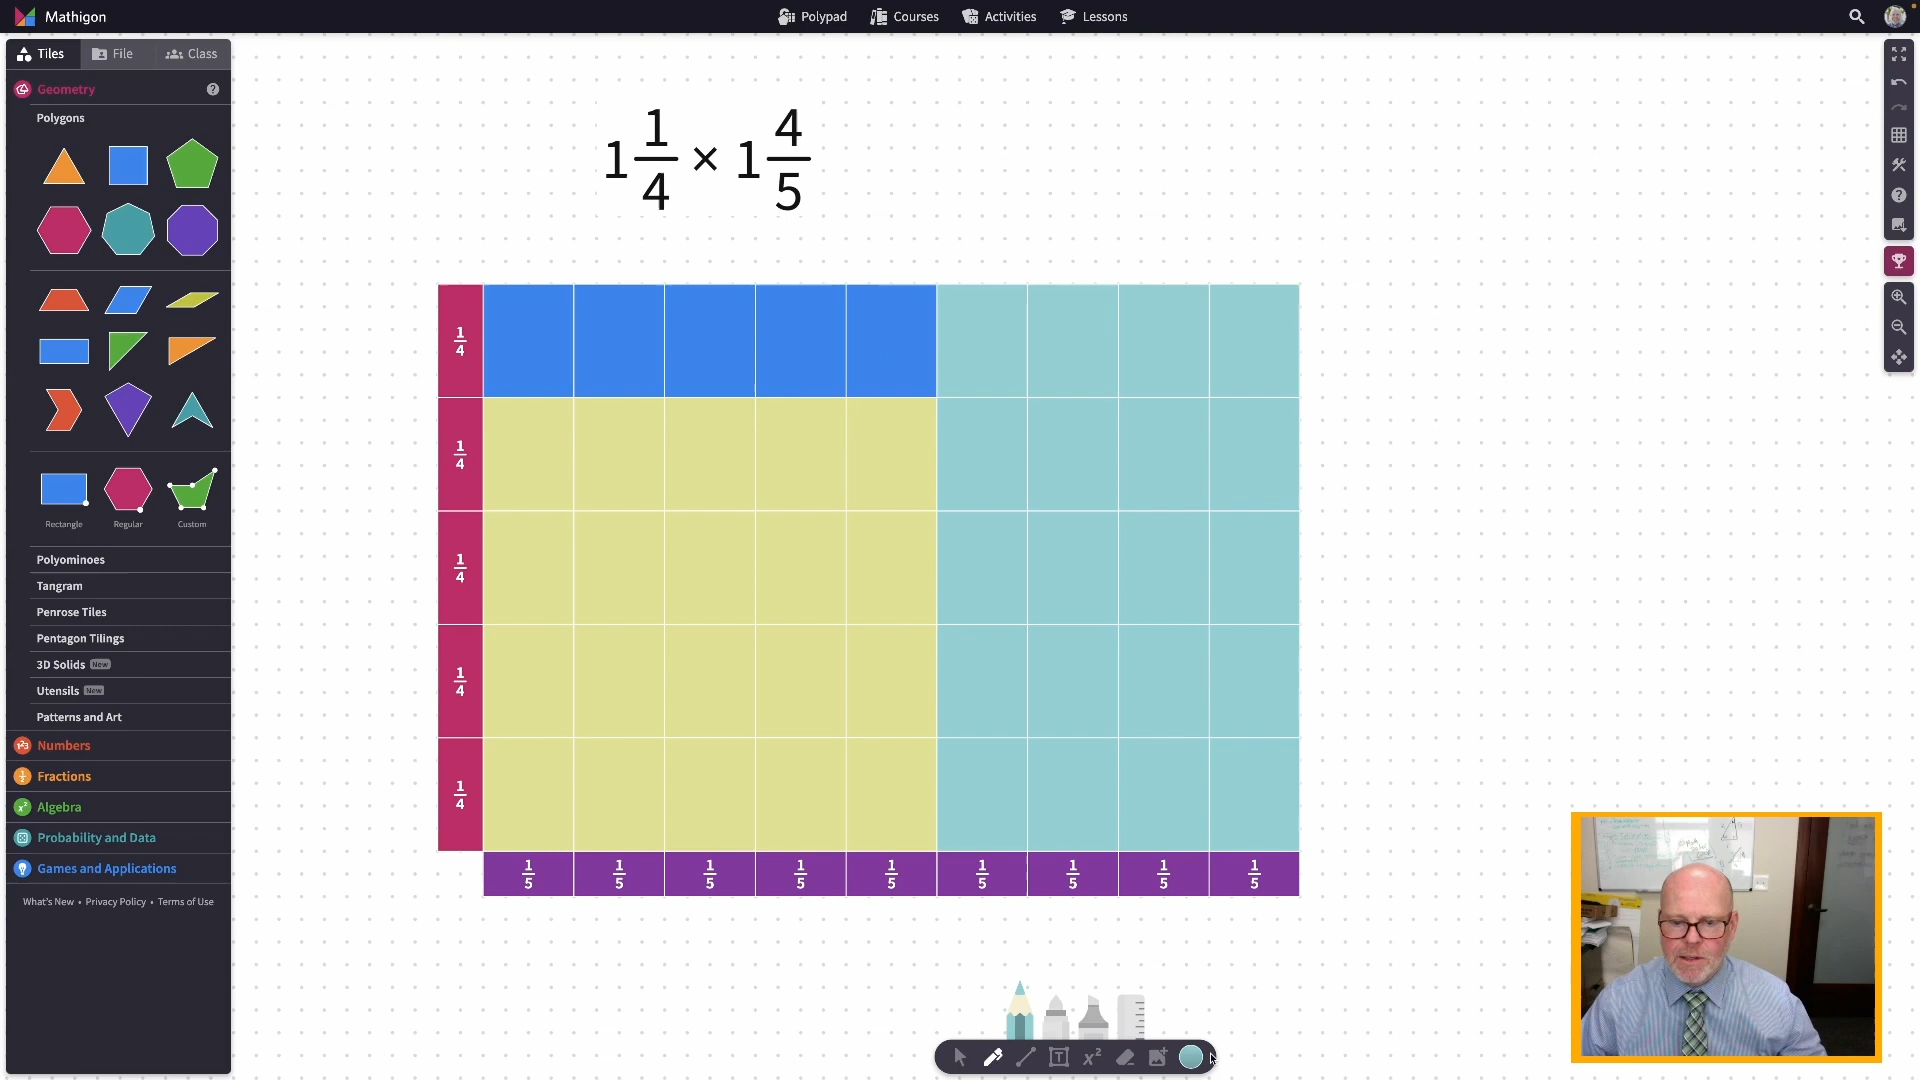 Mathigon
Polypad
Courses
Activities
Lessons
Tiles
File
Class
Geometry
?
Polygons
Rectangle
Regular
Custom
Polyominoes
Tangram
Penrose Tiles
Pentagon Tilings
3D Solids New
Utensils New
Patterns and Art
Numbers
Fractions
Algebra
Probability and Data
Games and Applications
What's New • Privacy Policy • Terms of Use
1 1/4 × 1 4/5
1/4
1/4
1/4
1/4
1/4
1/5 1/5 1/5 1/5 1/5 1/5 1/5 1/5 1/5
T
x²